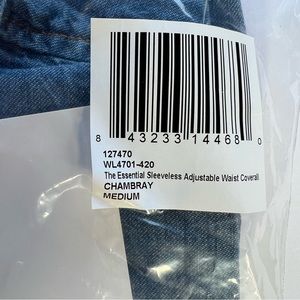 8 43233 14468 0
127470
WL4701-420
The Essential Sleeveless Adjustable Waist Coverall
CHAMBRAY
MEDIUM